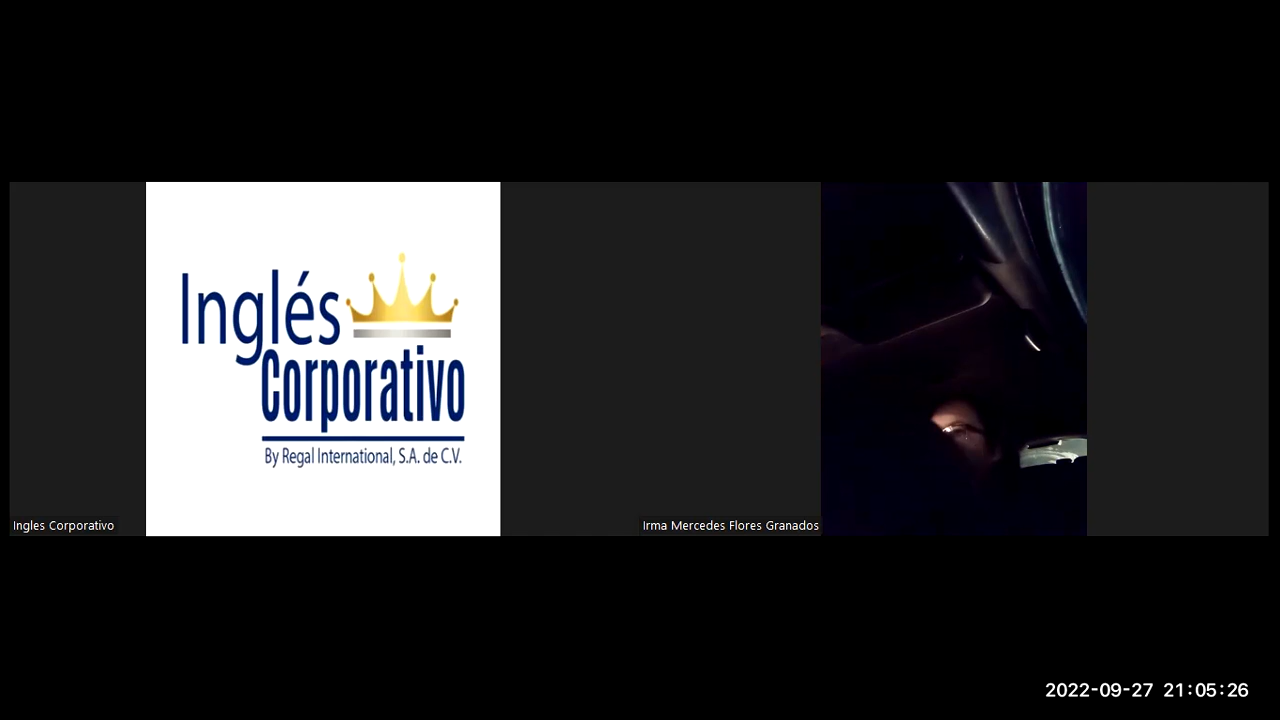 Inglés
Corporativo
By Regal International, S.A. de C.V.
Ingles Corporativo
Irma Mercedes Flores Granados
2022-09-27 21:05:26